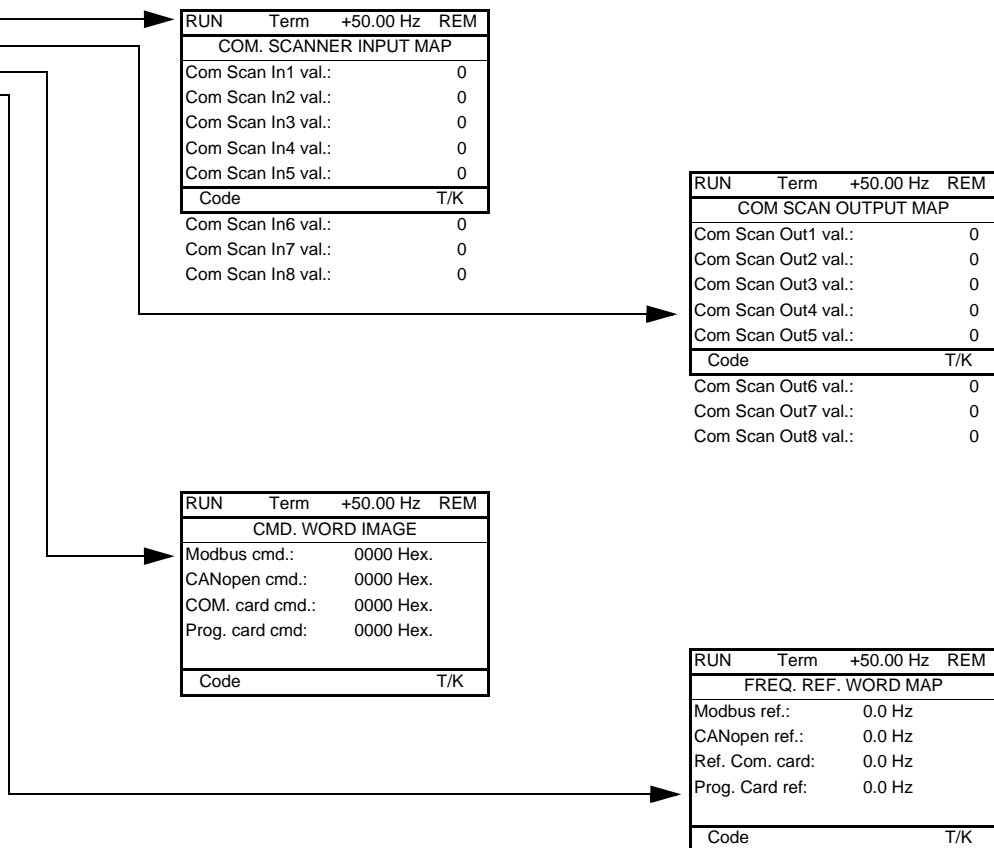 RUN Term +50.00 Hz REM
COM. SCANNER INPUT MAP
Com Scan In1 val.: 0
Com Scan In2 val.: 0
Com Scan In3 val.: 0
Com Scan In4 val.: 0
Com Scan In5 val.: 0
Code T/K
Com Scan In6 val.: 0
Com Scan In7 val.: 0
Com Scan In8 val.: 0
RUN Term +50.00 Hz REM
COM SCAN OUTPUT MAP
Com Scan Out1 val.: 0
Com Scan Out2 val.: 0
Com Scan Out3 val.: 0
Com Scan Out4 val.: 0
Com Scan Out5 val.: 0
Code T/K
Com Scan Out6 val.: 0
Com Scan Out7 val.: 0
Com Scan Out8 val.: 0
RUN Term +50.00 Hz REM
CMD. WORD IMAGE
Modbus cmd.: 0000 Hex.
CANopen cmd.: 0000 Hex.
COM. card cmd.: 0000 Hex.
Prog. card cmd: 0000 Hex.
Code T/K
RUN Term +50.00 Hz REM
FREQ. REF. WORD MAP
Modbus ref.: 0.0 Hz
CANopen ref.: 0.0 Hz
Ref. Com. card: 0.0 Hz
Prog. Card ref: 0.0 Hz
Code T/K